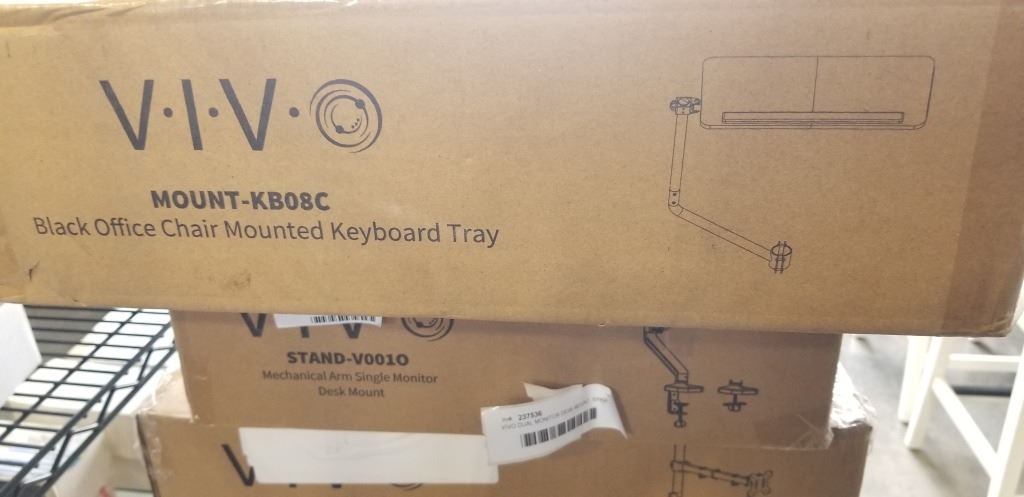 V·I·V·O
MOUNT-KB08C
Black Office Chair Mounted Keyboard Tray
STAND-V001O
Mechanical Arm Single Monitor
Desk Mount
237536
VIVO DUAL MONITOR DESK MOUNT